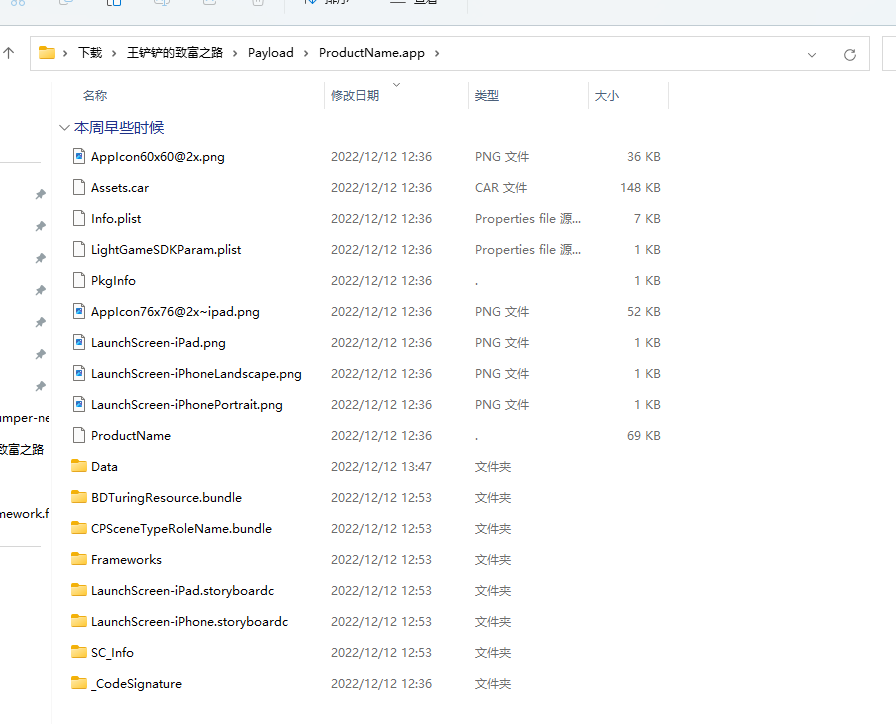 下载 › 王铲铲的致富之路 › Payload › ProductName.app ›
名称 修改日期 类型 大小
本周早些时候
AppIcon60x60@2x.png 2022/12/12 12:36 PNG 文件 36 KB
Assets.car 2022/12/12 12:36 CAR 文件 148 KB
Info.plist 2022/12/12 12:36 Properties file 源... 7 KB
LightGameSDKParam.plist 2022/12/12 12:36 Properties file 源... 1 KB
PkgInfo 2022/12/12 12:36 . 1 KB
AppIcon76x76@2x~ipad.png 2022/12/12 12:36 PNG 文件 52 KB
LaunchScreen-iPad.png 2022/12/12 12:36 PNG 文件 1 KB
LaunchScreen-iPhoneLandscape.png 2022/12/12 12:36 PNG 文件 1 KB
LaunchScreen-iPhonePortrait.png 2022/12/12 12:36 PNG 文件 1 KB
umper-ne
ProductName 2022/12/12 12:36 . 69 KB
致富之路
Data 2022/12/12 13:47 文件夹
BDTuringResource.bundle 2022/12/12 12:53 文件夹
mework.f
CPSceneTypeRoleName.bundle 2022/12/12 12:53 文件夹
Frameworks 2022/12/12 12:53 文件夹
LaunchScreen-iPad.storyboardc 2022/12/12 12:53 文件夹
LaunchScreen-iPhone.storyboardc 2022/12/12 12:53 文件夹
SC_Info 2022/12/12 12:53 文件夹
_CodeSignature 2022/12/12 12:36 文件夹